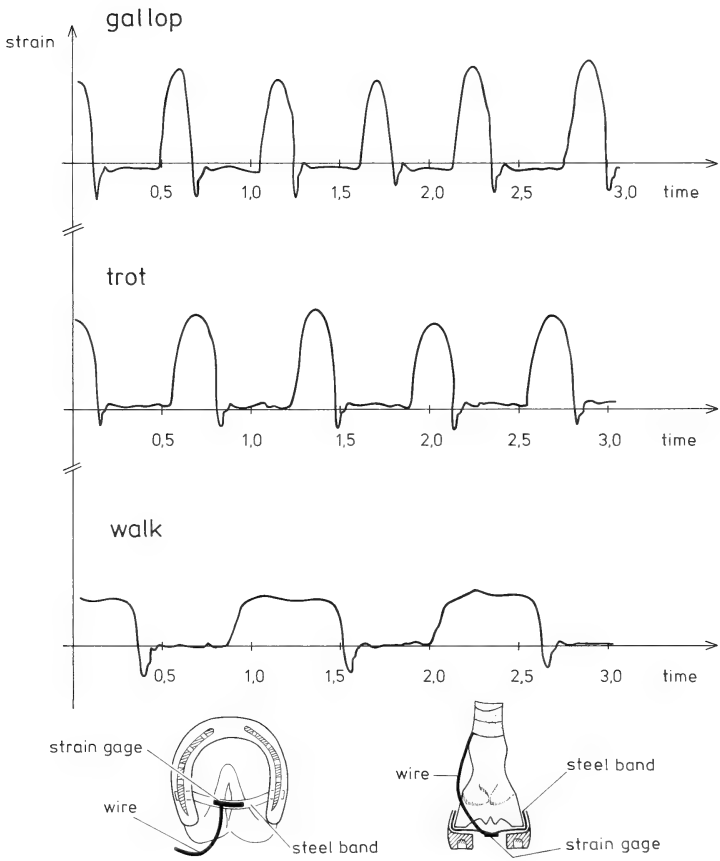 gallop
strain
0,5 1,0 1,5 2,0 2,5 3,0 time
trot
0,5 1,0 1,5 2,0 2,5 3,0 time
walk
0,5 1,0 1,5 2,0 2,5 3,0 time
strain gage
wire
steel band
wire
steel band
strain gage